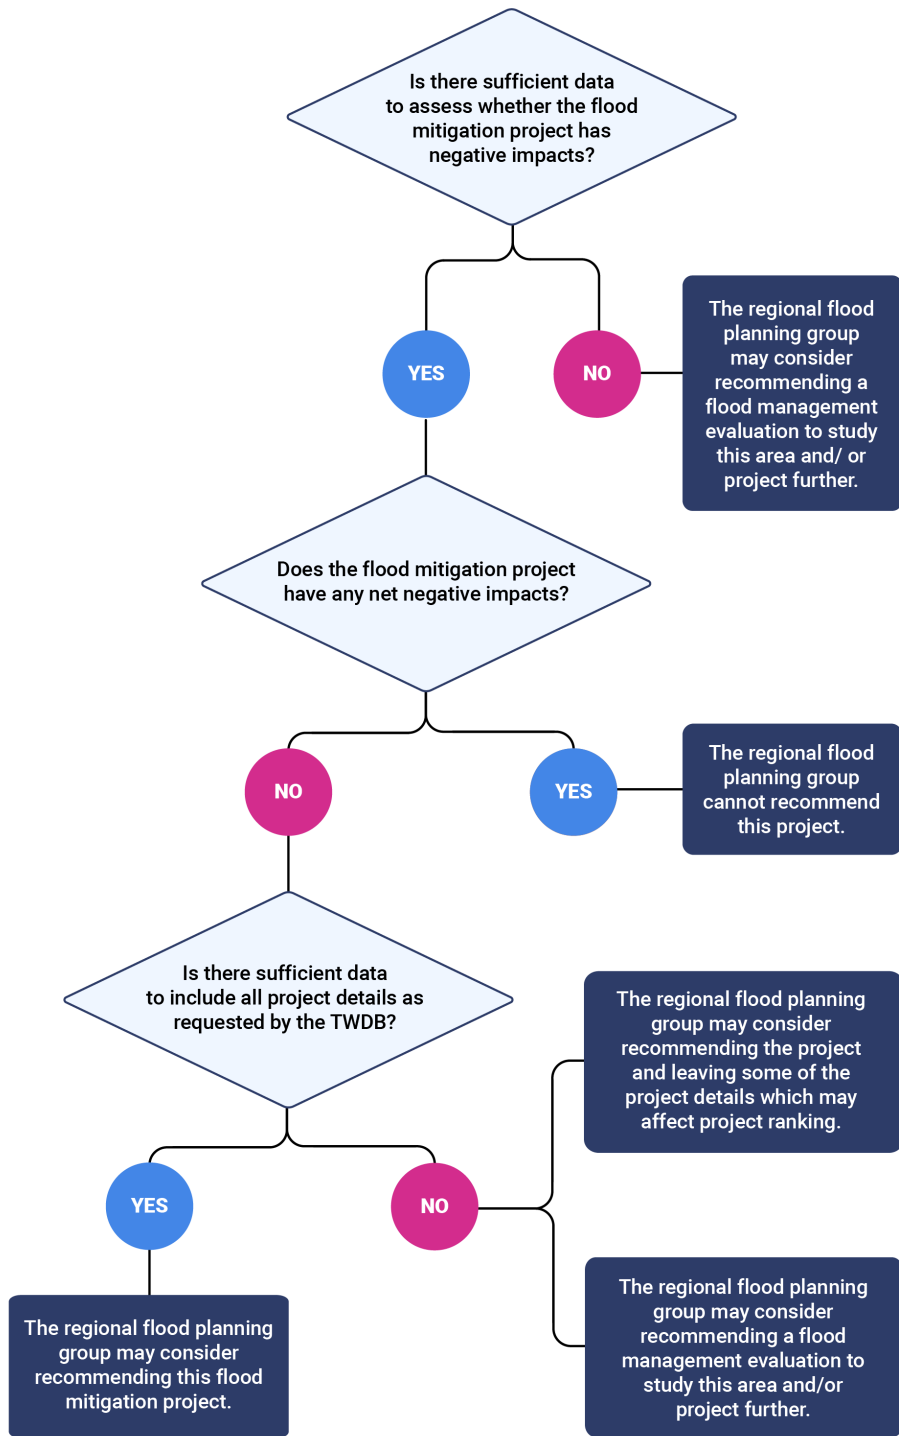 Is there sufficient data
to assess whether the flood
mitigation project has
negative impacts?
YES
NO
The regional flood
planning group
may consider
recommending a
flood management
evaluation to study
this area and/ or
project further.
Does the flood mitigation project
have any net negative impacts?
NO
YES
The regional flood
planning group
cannot recommend
this project.
Is there sufficient data
to include all project details as
requested by the TWDB?
YES
NO
The regional flood planning
group may consider
recommending the project
and leaving some of the
project details which may
affect project ranking.
The regional flood planning
group may consider
recommending this flood
mitigation project.
The regional flood planning
group may consider
recommending a flood
management evaluation to
study this area and/or
project further.